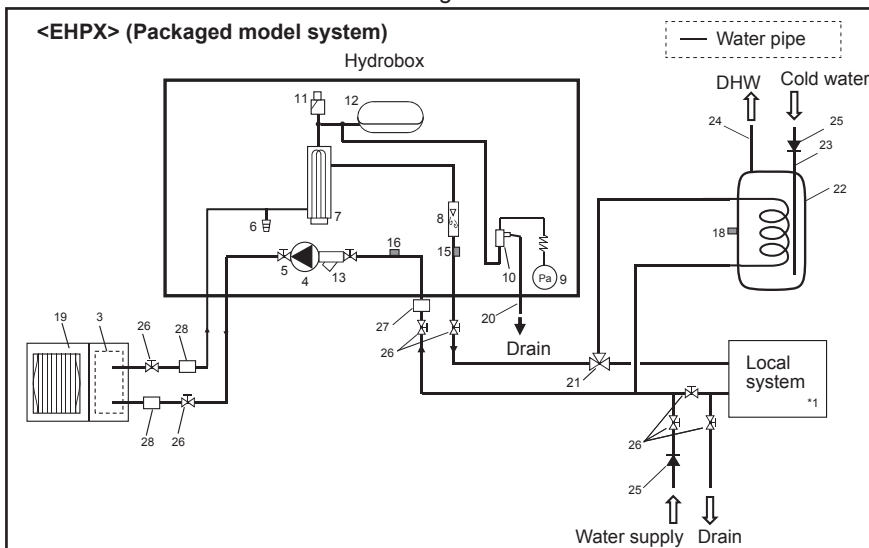 <EHPX> (Packaged model system)
Water pipe
Hydrobox
DHW
Cold water
11
12
24
25
23
22
6
7
8
16
15
18
5
4
13
10
Pa
9
19
3
26
28
27
26
20
Drain
21
Local
system
*1
28
26
26
25
Water supply
Drain